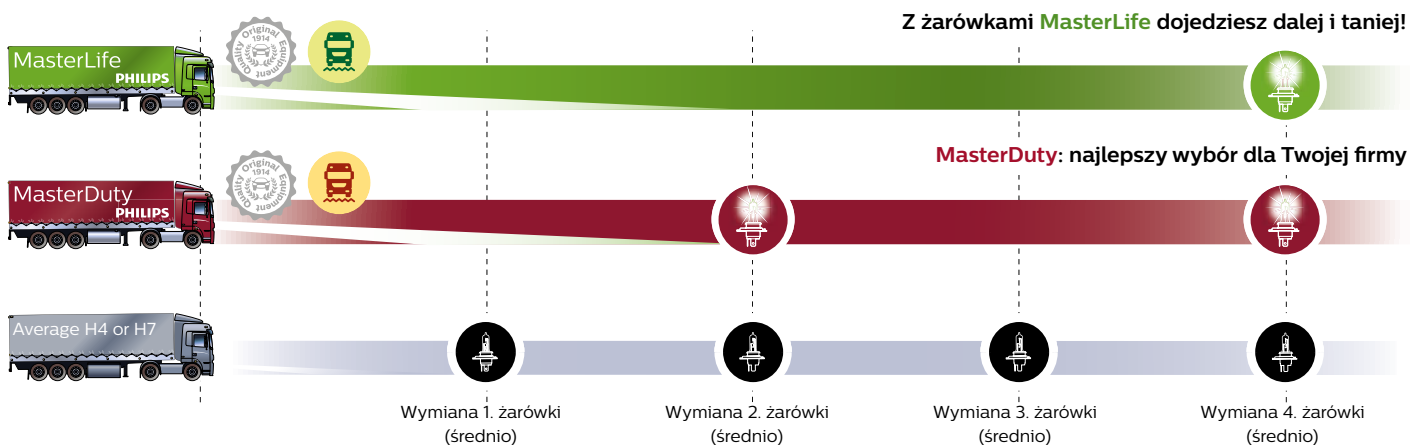 Z żarówkami MasterLife dojedziesz dalej i taniej!
MasterLife
PHILIPS
Original
1914
Quality
Equipment
MasterDuty: najlepszy wybór dla Twojej firmy
MasterDuty
PHILIPS
Original
1914
Quality
Equipment
Average H4 or H7
Wymiana 1. żarówki
(średnio)
Wymiana 2. żarówki
(średnio)
Wymiana 3. żarówki
(średnio)
Wymiana 4. żarówki
(średnio)